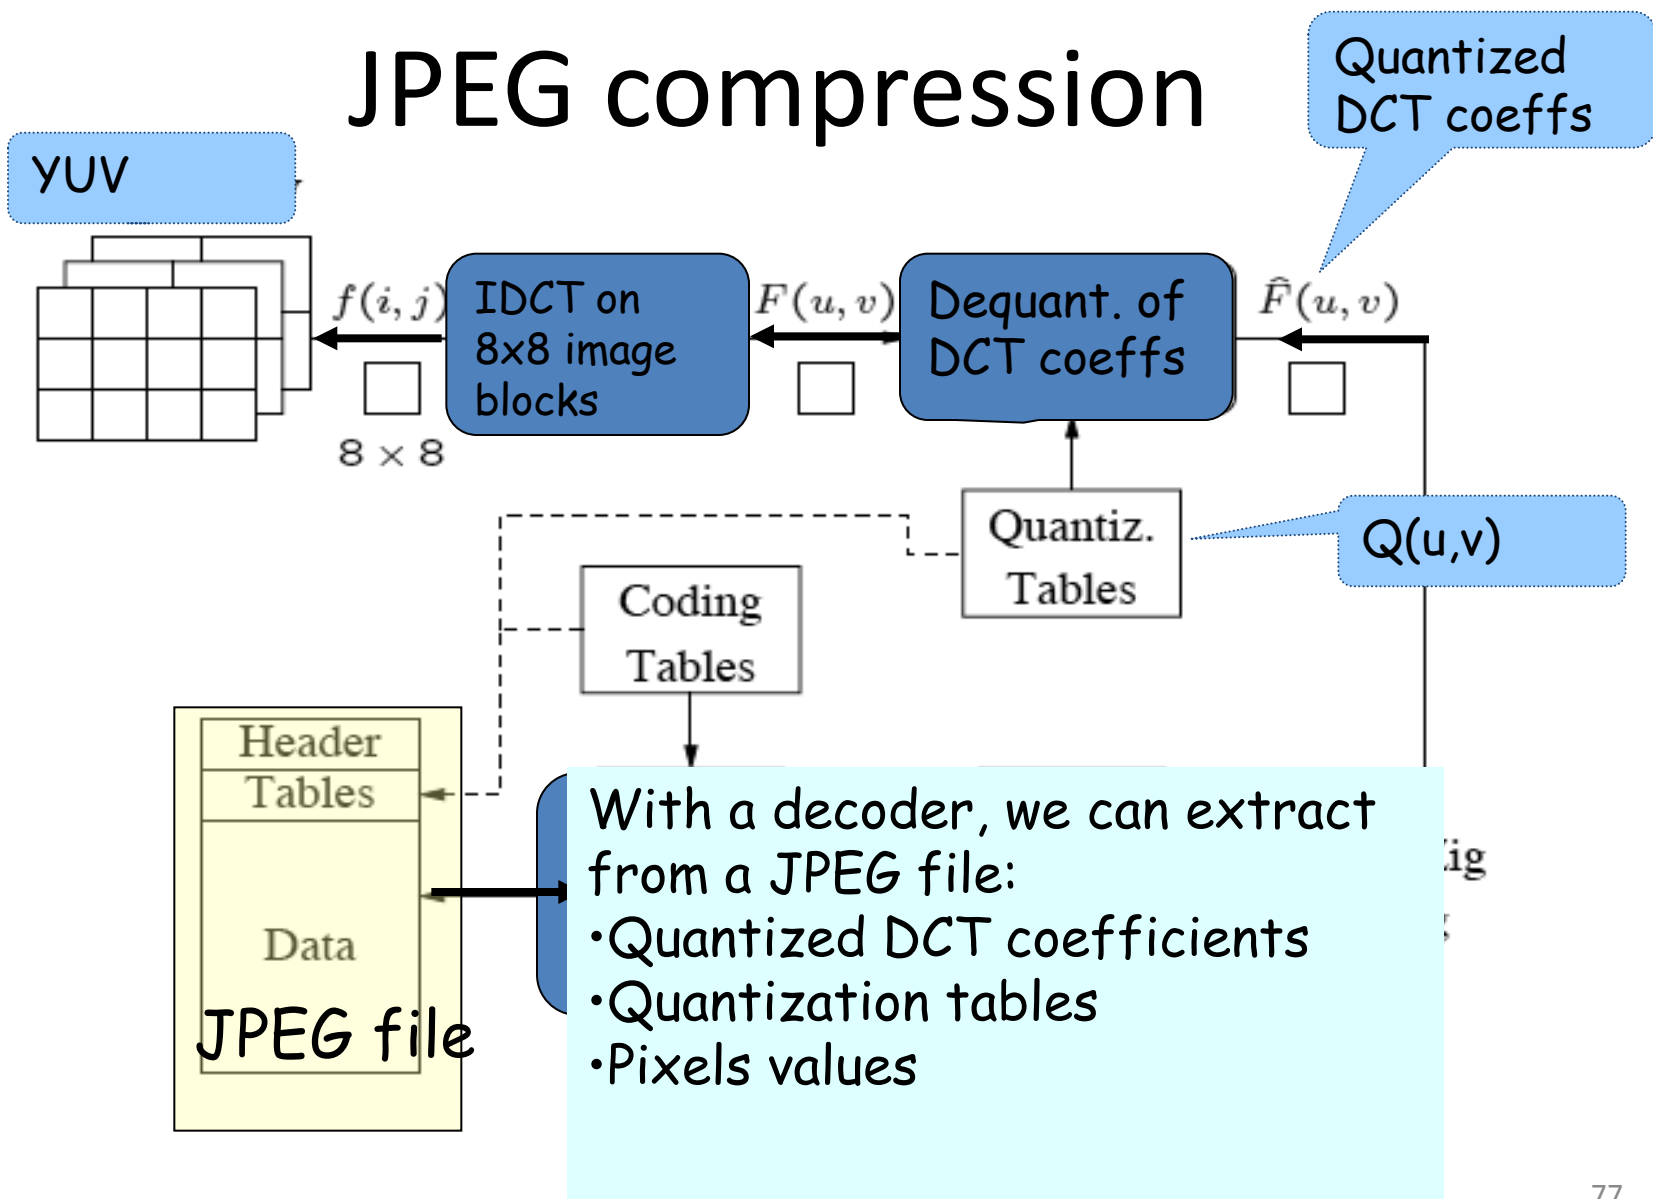 JPEG compression
Quantized
DCT coeffs
YUV
f(i, j)
IDCT on
8x8 image
blocks
F(u, v)
Dequant. of
DCT coeffs
F̂(u, v)
8 × 8
Quantiz.
Tables
Q(u,v)
Coding
Tables
Header
Tables
Data
JPEG file
With a decoder, we can extract
from a JPEG file:
•Quantized DCT coefficients
•Quantization tables
•Pixels values
77